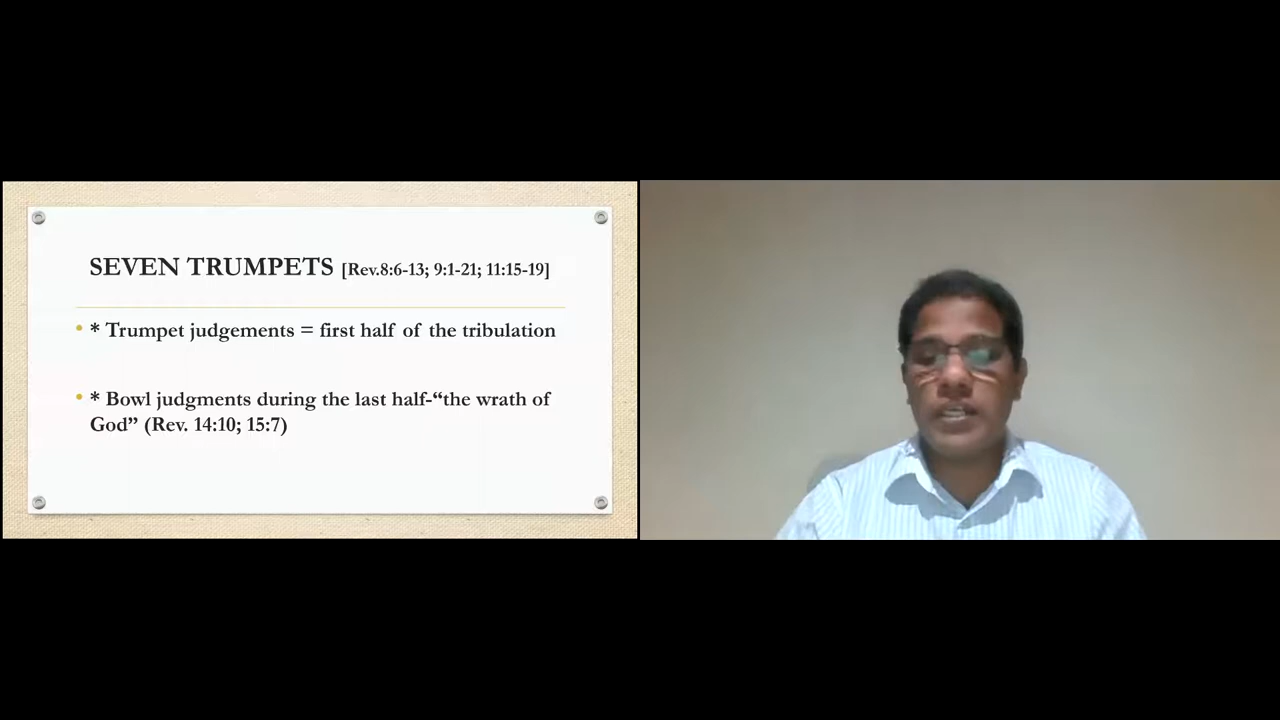 SEVEN TRUMPETS [Rev.8:6-13; 9:1-21; 11:15-19]
* Trumpet judgements = first half of the tribulation
* Bowl judgments during the last half-“the wrath of
God” (Rev. 14:10; 15:7)